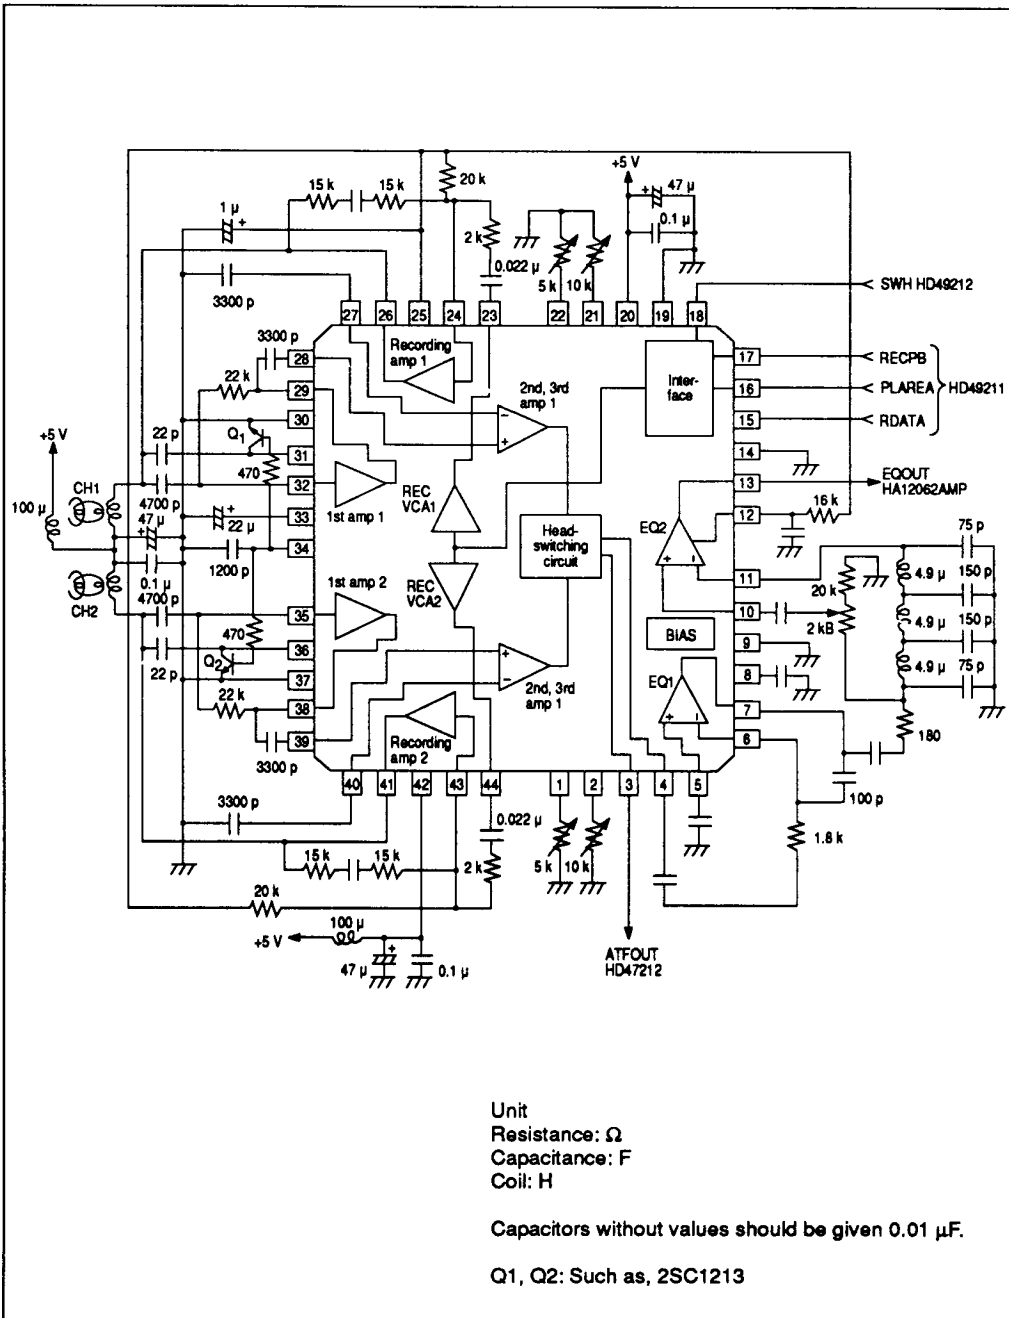 15 k
15 k
20 k
+5 V
47 µ
1 µ
+
2 k
0.1 µ
0.022 µ
3300 p
5 k
10 k
SWH HD49212
27
26
25
24
23
22
21
20
19
18
3300 p
28
Recording
amp 1
2nd, 3rd
amp 1
Inter-
face
17
RECPB
22 k
29
16
PLAREA
HD49211
+5 V
30
15
RDATA
22 p
Q1
31
14
470
EQOUT
HA12062AMP
CH1
4700 p
32
1st amp 1
REC
VCA1
13
100 µ
47 µ
33
EQ2
12
16 k
75 p
22 µ
34
Head-
switching
circuit
1200 p
0.1 µ
4700 p
CH2
1st amp 2
REC
VCA2
11
20 k
4.9 µ
150 p
35
10
2 kB
4.9 µ
150 p
470
36
BIAS
9
4.9 µ
75 p
22 p
Q2
37
EQ1
8
22 k
38
2nd, 3rd
amp 1
7
180
39
Recording
amp 2
6
3300 p
40
41
42
43
44
1
2
3
4
5
100 p
3300 p
0.022 µ
1.8 k
15 k
15 k
2 k
5 k
10 k
20 k
100 µ
+5 V
47 µ
0.1 µ
ATFOUT
HD47212
Unit
Resistance: Ω
Capacitance: F
Coil: H
Capacitors without values should be given 0.01 µF.
Q1, Q2: Such as, 2SC1213